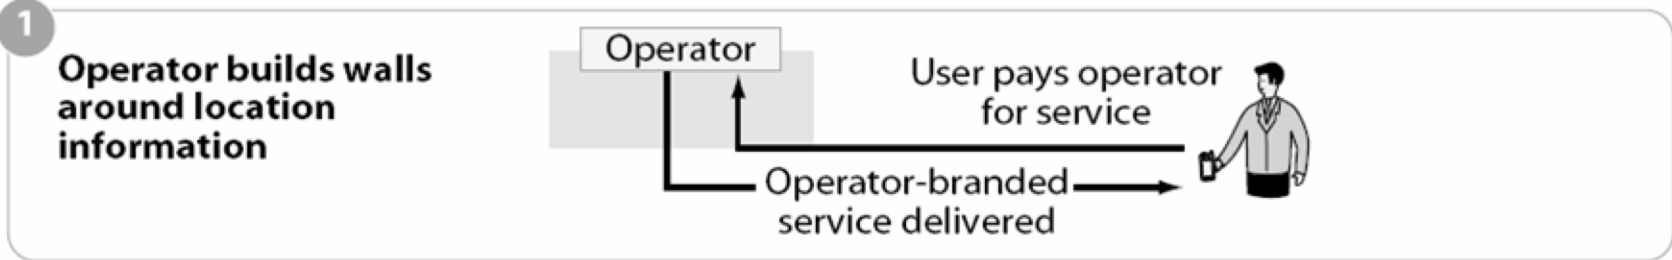 1
Operator builds walls
around location
information
Operator
User pays operator
for service
Operator-branded
service delivered